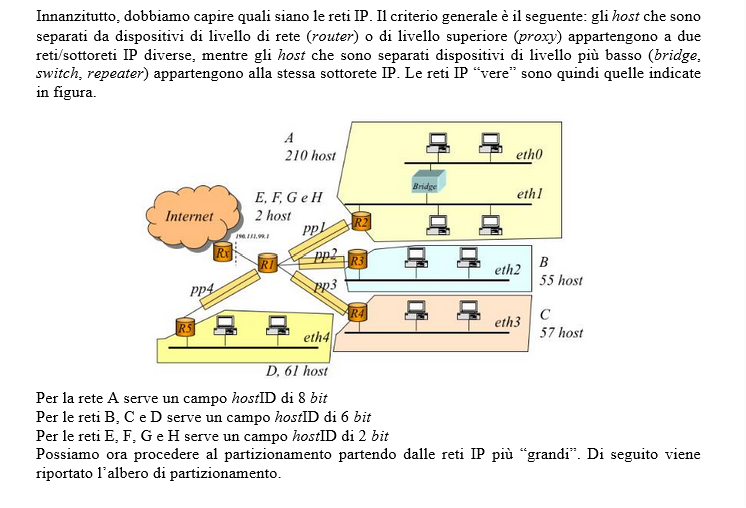 Innanzitutto, dobbiamo capire quali siano le reti IP. Il criterio generale è il seguente: gli host che sono
separati da dispositivi di livello di rete (router) o di livello superiore (proxy) appartengono a due
reti/sottoreti IP diverse, mentre gli host che sono separati dispositivi di livello più basso (bridge,
switch, repeater) appartengono alla stessa sottorete IP. Le reti IP “vere” sono quindi quelle indicate
in figura.
A
210 host
eth0
Bridge
eth1
E, F, G e H
2 host
Internet
196.111.99.1
pp1
R2
Rx
R1
pp2
R3
eth2
B
55 host
pp3
pp4
R4
eth3
C
57 host
R5
eth4
D, 61 host
Per la rete A serve un campo hostID di 8 bit
Per le reti B, C e D serve un campo hostID di 6 bit
Per le reti E, F, G e H serve un campo hostID di 2 bit
Possiamo ora procedere al partizionamento partendo dalle reti IP più “grandi”. Di seguito viene
riportato l’albero di partizionamento.